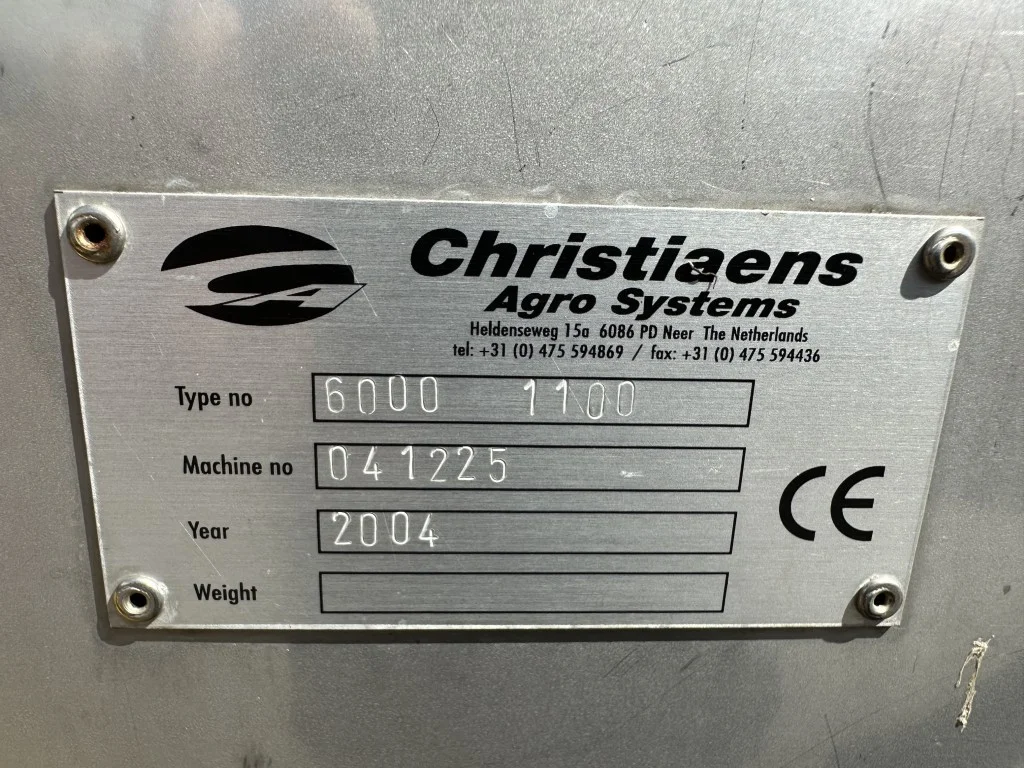 Christiaens
Agro Systems
Heldenseweg 15a 6086 PD Neer The Netherlands
tel: +31 (0) 475 594869 / fax: +31 (0) 475 594436
Type no 6000 1100
Machine no 041225
Year 2004
Weight
CE